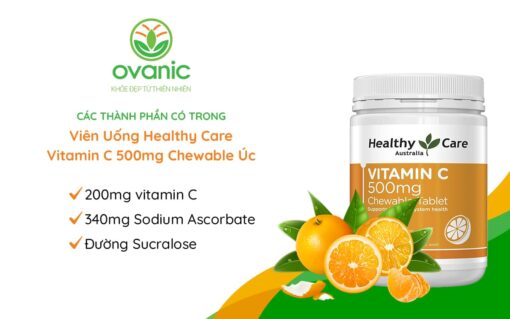 ovanic
KHỎE ĐẸP TỪ THIÊN NHIÊN
CÁC THÀNH PHẦN CÓ TRONG
Viên Uống Healthy Care
Vitamin C 500mg Chewable Úc
200mg vitamin C
340mg Sodium Ascorbate
Đường Sucralose
Healthy Care
Australia
VITAMIN C
500mg
Chewable Tablet